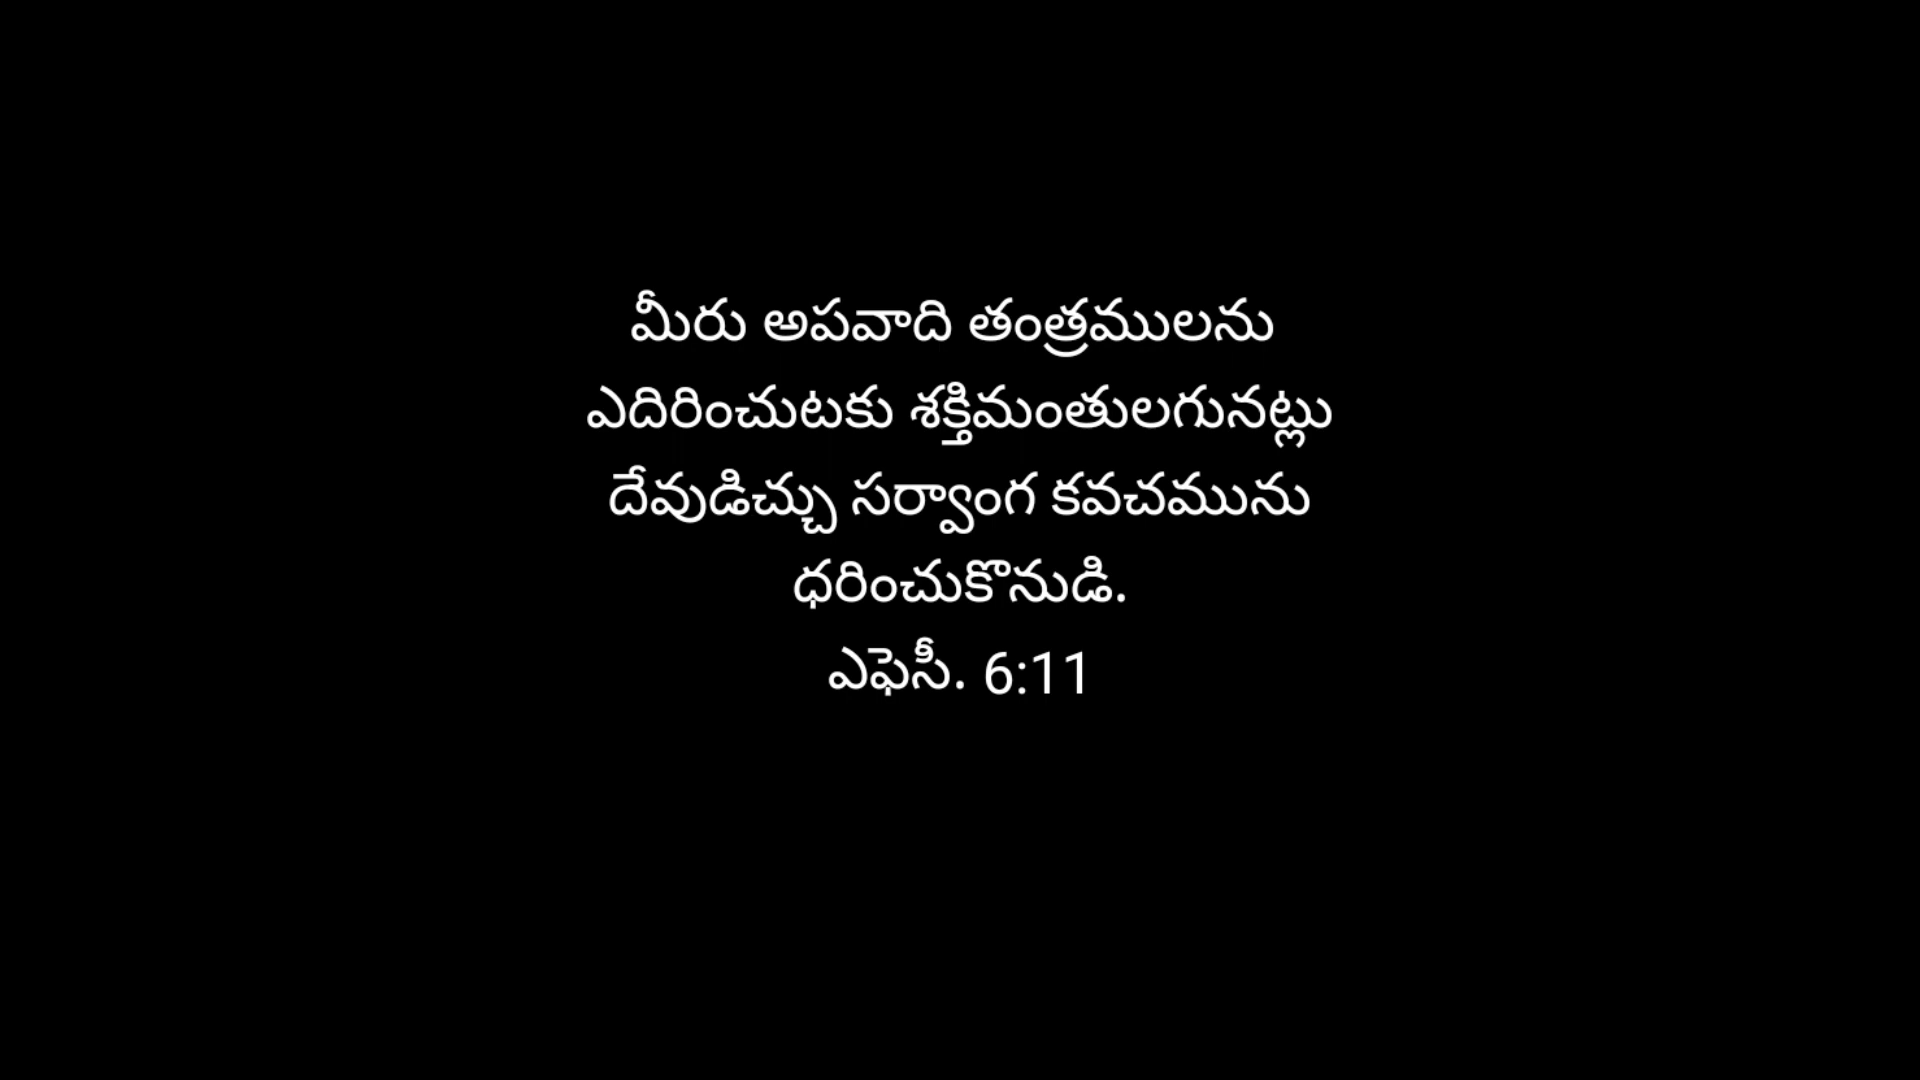 మీరు అపవాది తంత్రములను
ఎదిరించుటకు శక్తిమంతులగునట్లు
దేవుడిచ్చు సర్వాంగ కవచమును
ధరించుకొనుడి.
ఎఫెసీ. 6:11